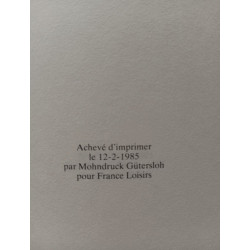 Achevé d'imprimer
le 12-2-1985
par Mohndruck Gütersloh
pour France Loisirs